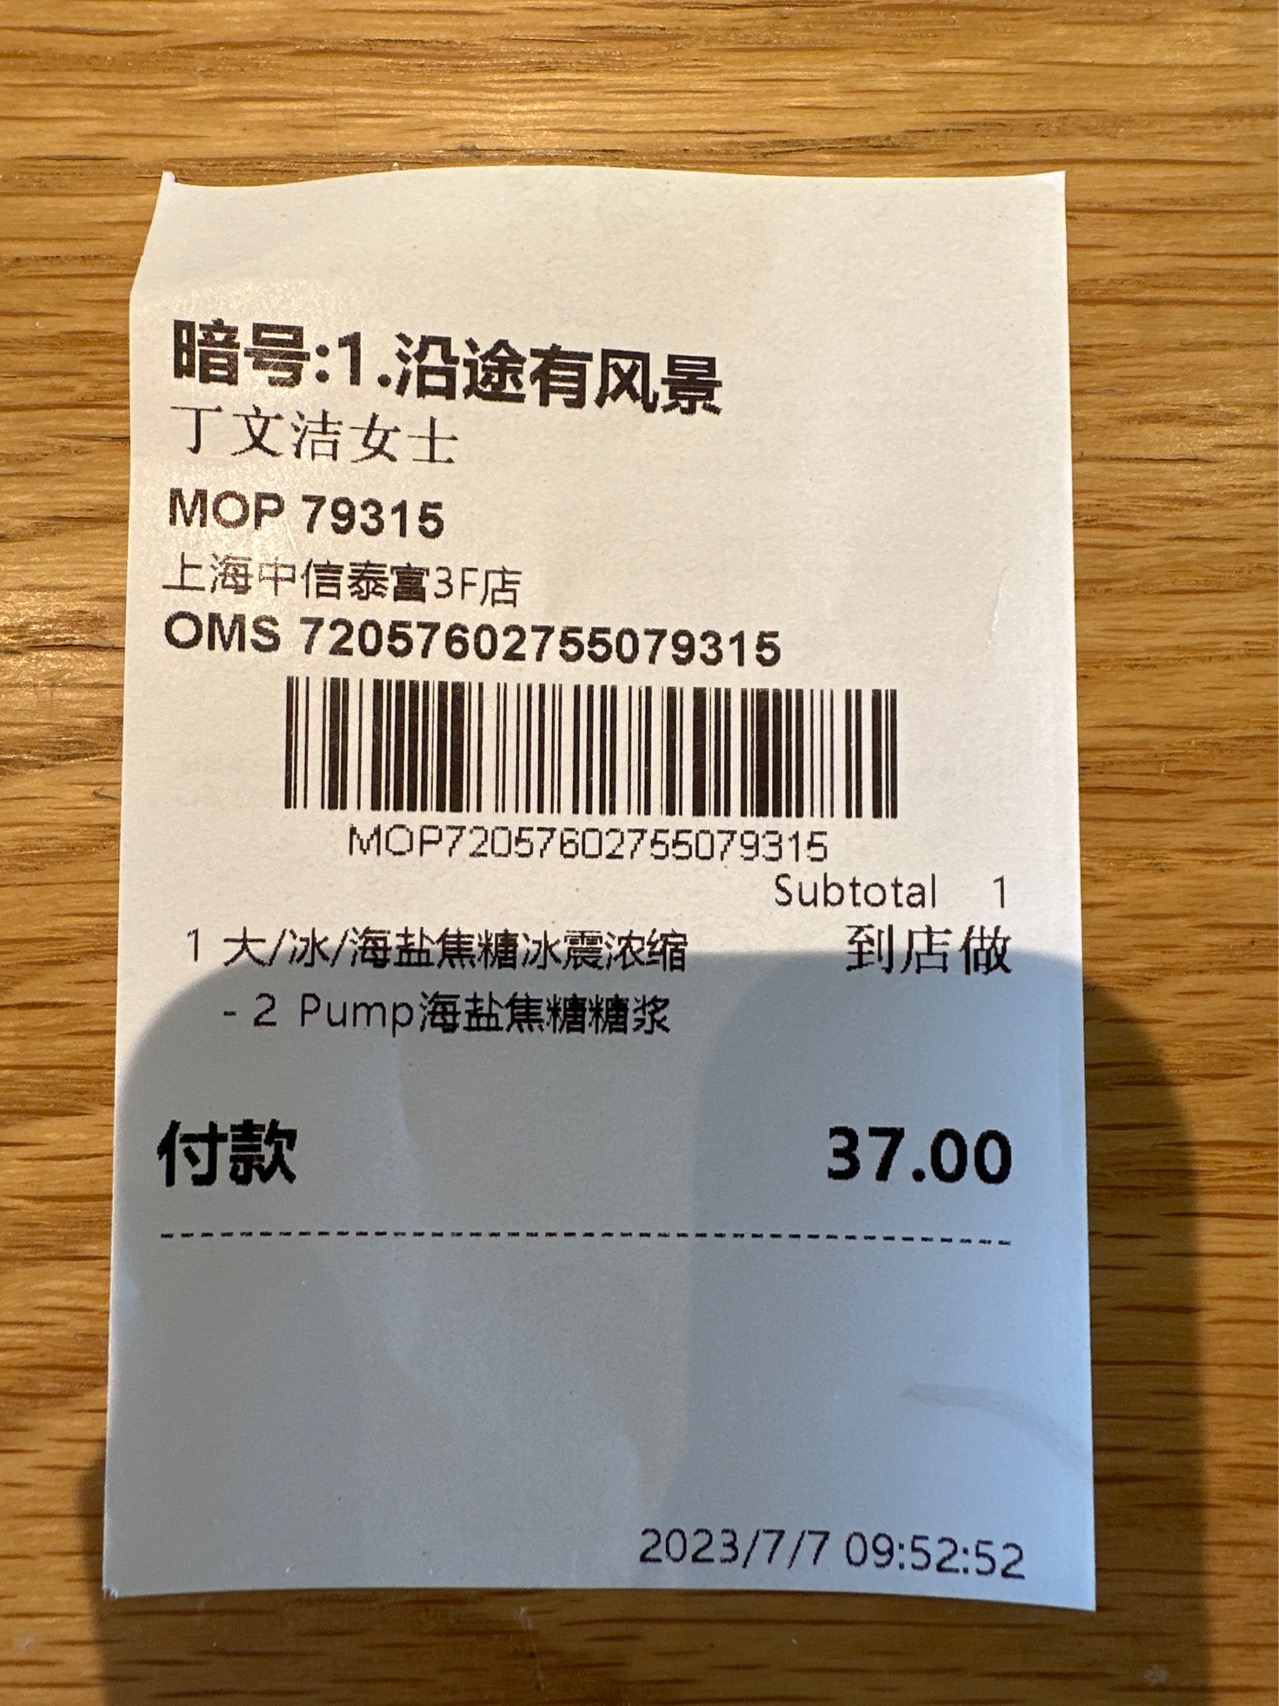 暗号:1.沿途有风景
丁文洁女士
MOP 79315
上海中信泰富3F店
OMS 72057602755079315
MOP72057602755079315
Subtotal 1
1 大/冰/海盐焦糖冰震浓缩 到店做
- 2 Pump海盐焦糖糖浆
付款 37.00
2023/7/7 09:52:52